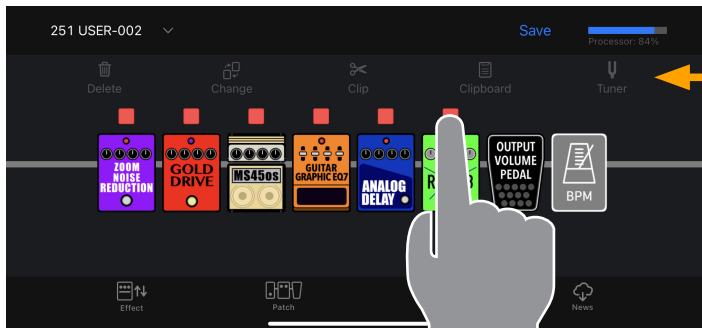 251 USER-002
Save
Processor: 84%
Delete
Change
Clip
Clipboard
Tuner
ZOOM
NOISE
REDUCTION
GOLD
DRIVE
MS45os
GUITAR
GRAPHIC EQ7
ANALOG
DELAY
OUTPUT
VOLUME
PEDAL
BPM
Effect
Patch
News